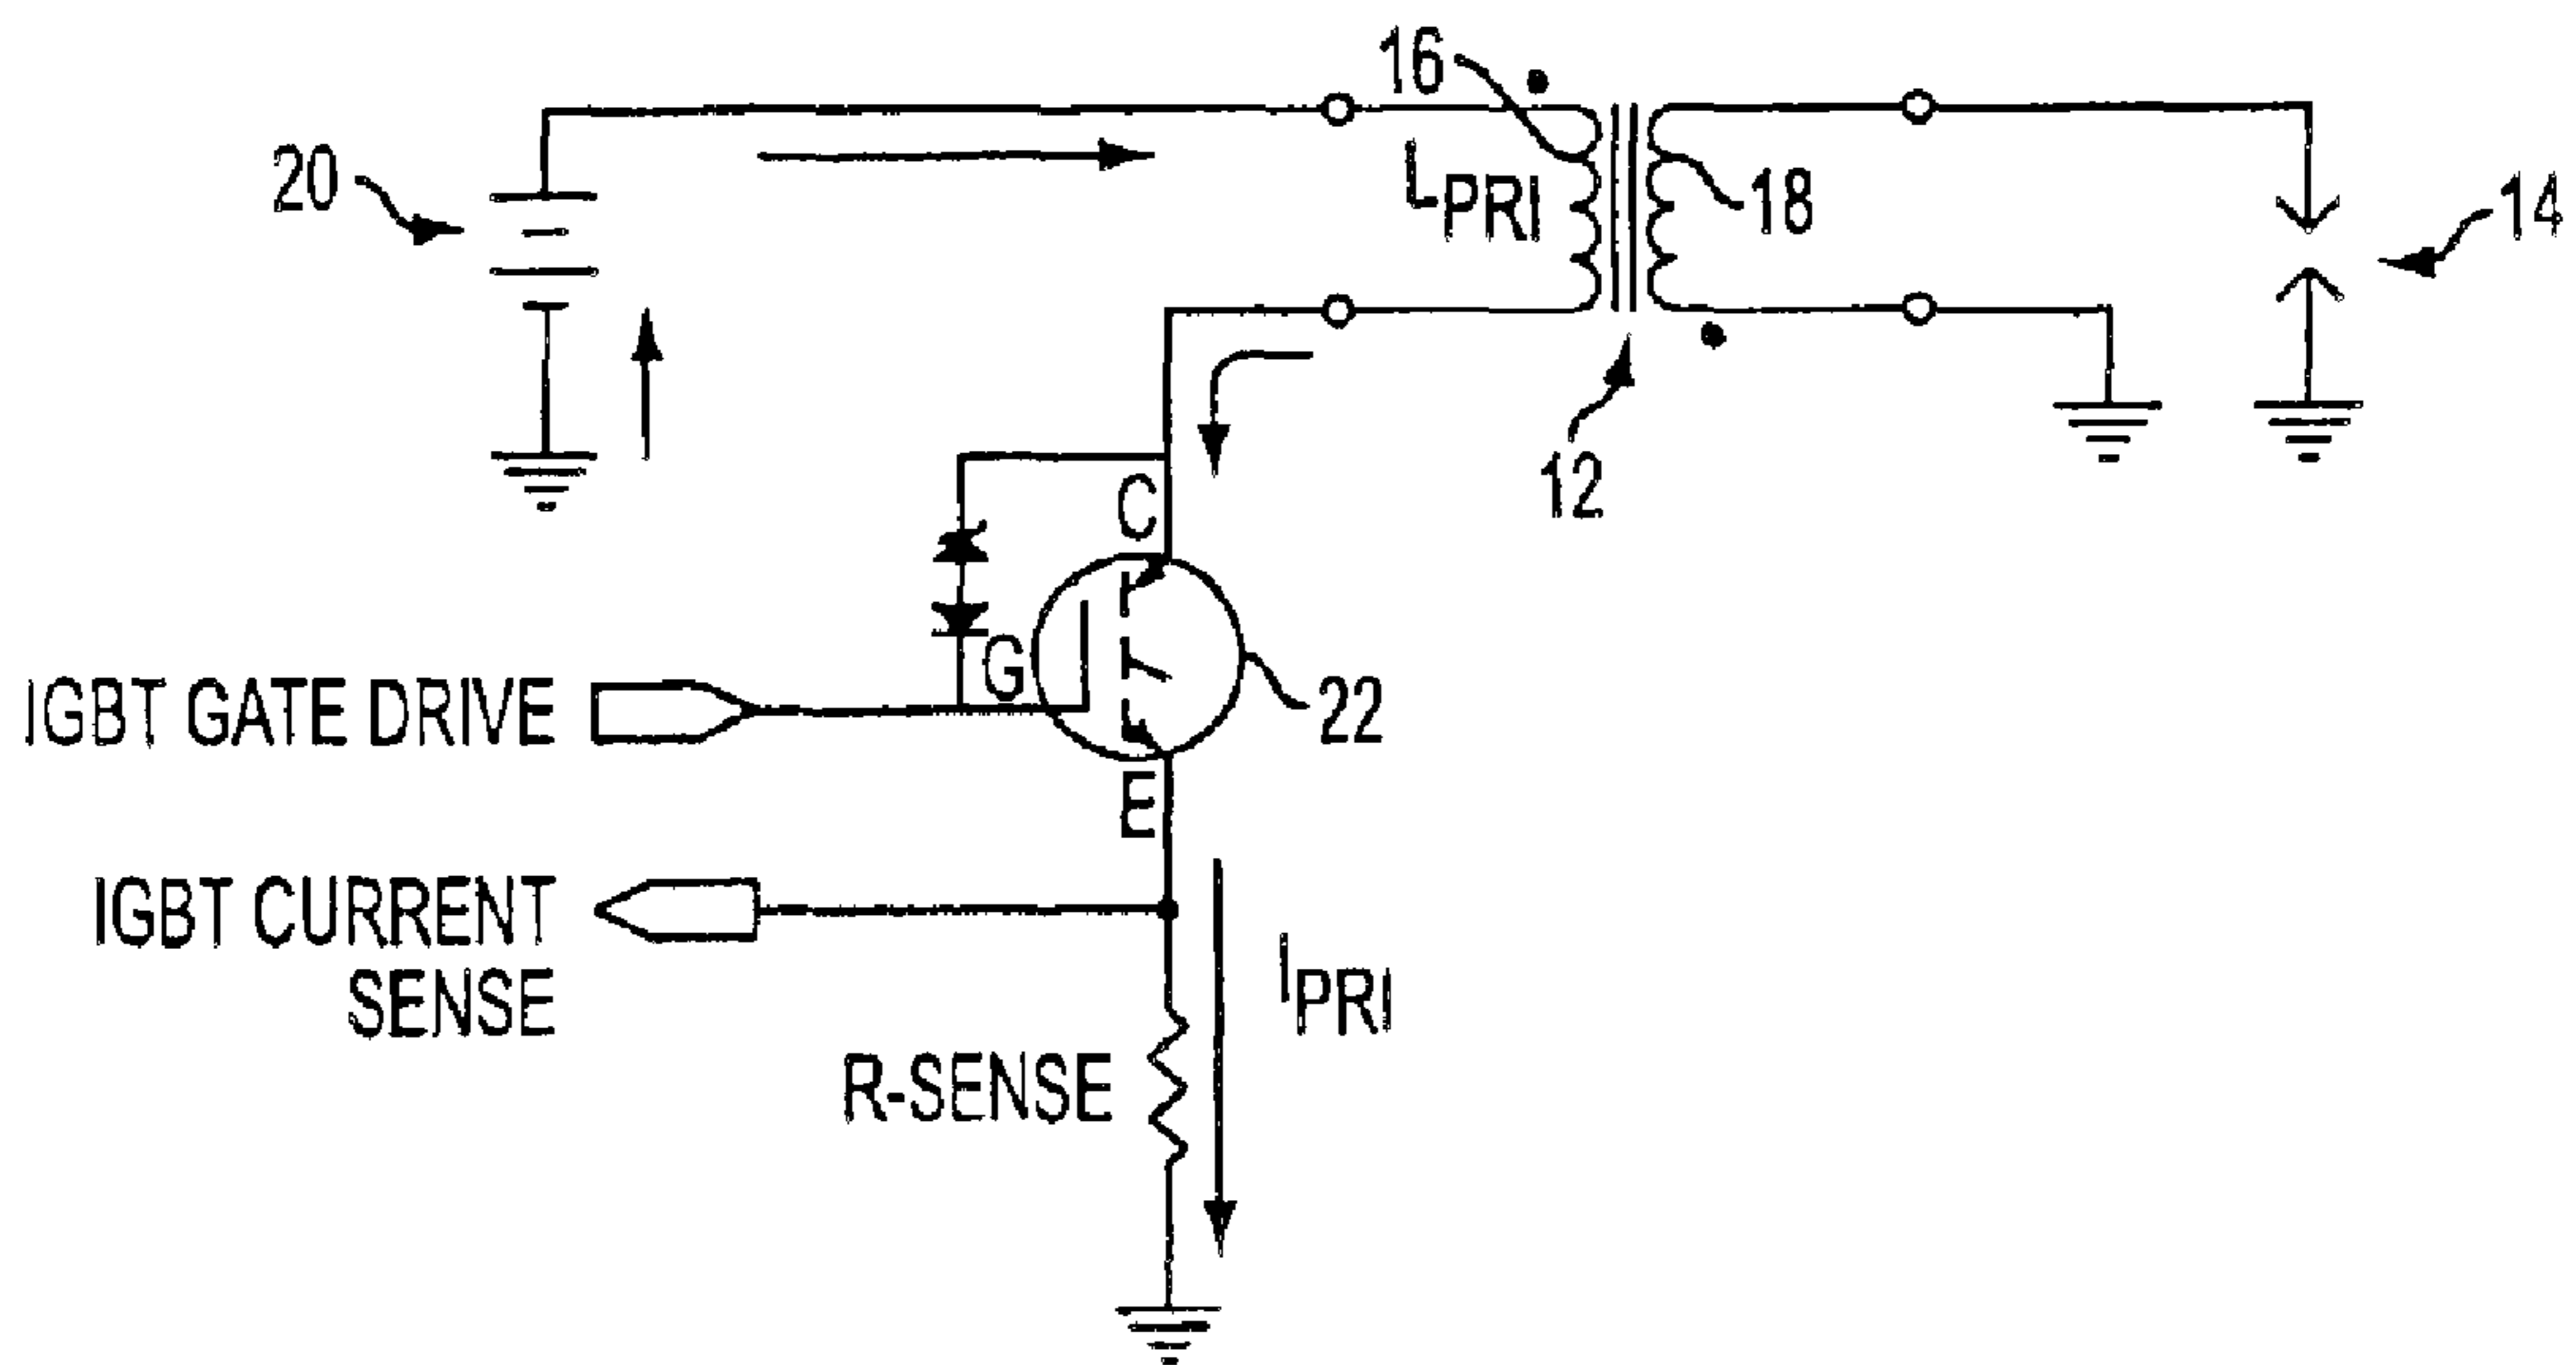 16
20
LPRI
18
14
12
C
G
IGBT GATE DRIVE
22
E
IGBT CURRENT
SENSE
IPRI
R-SENSE